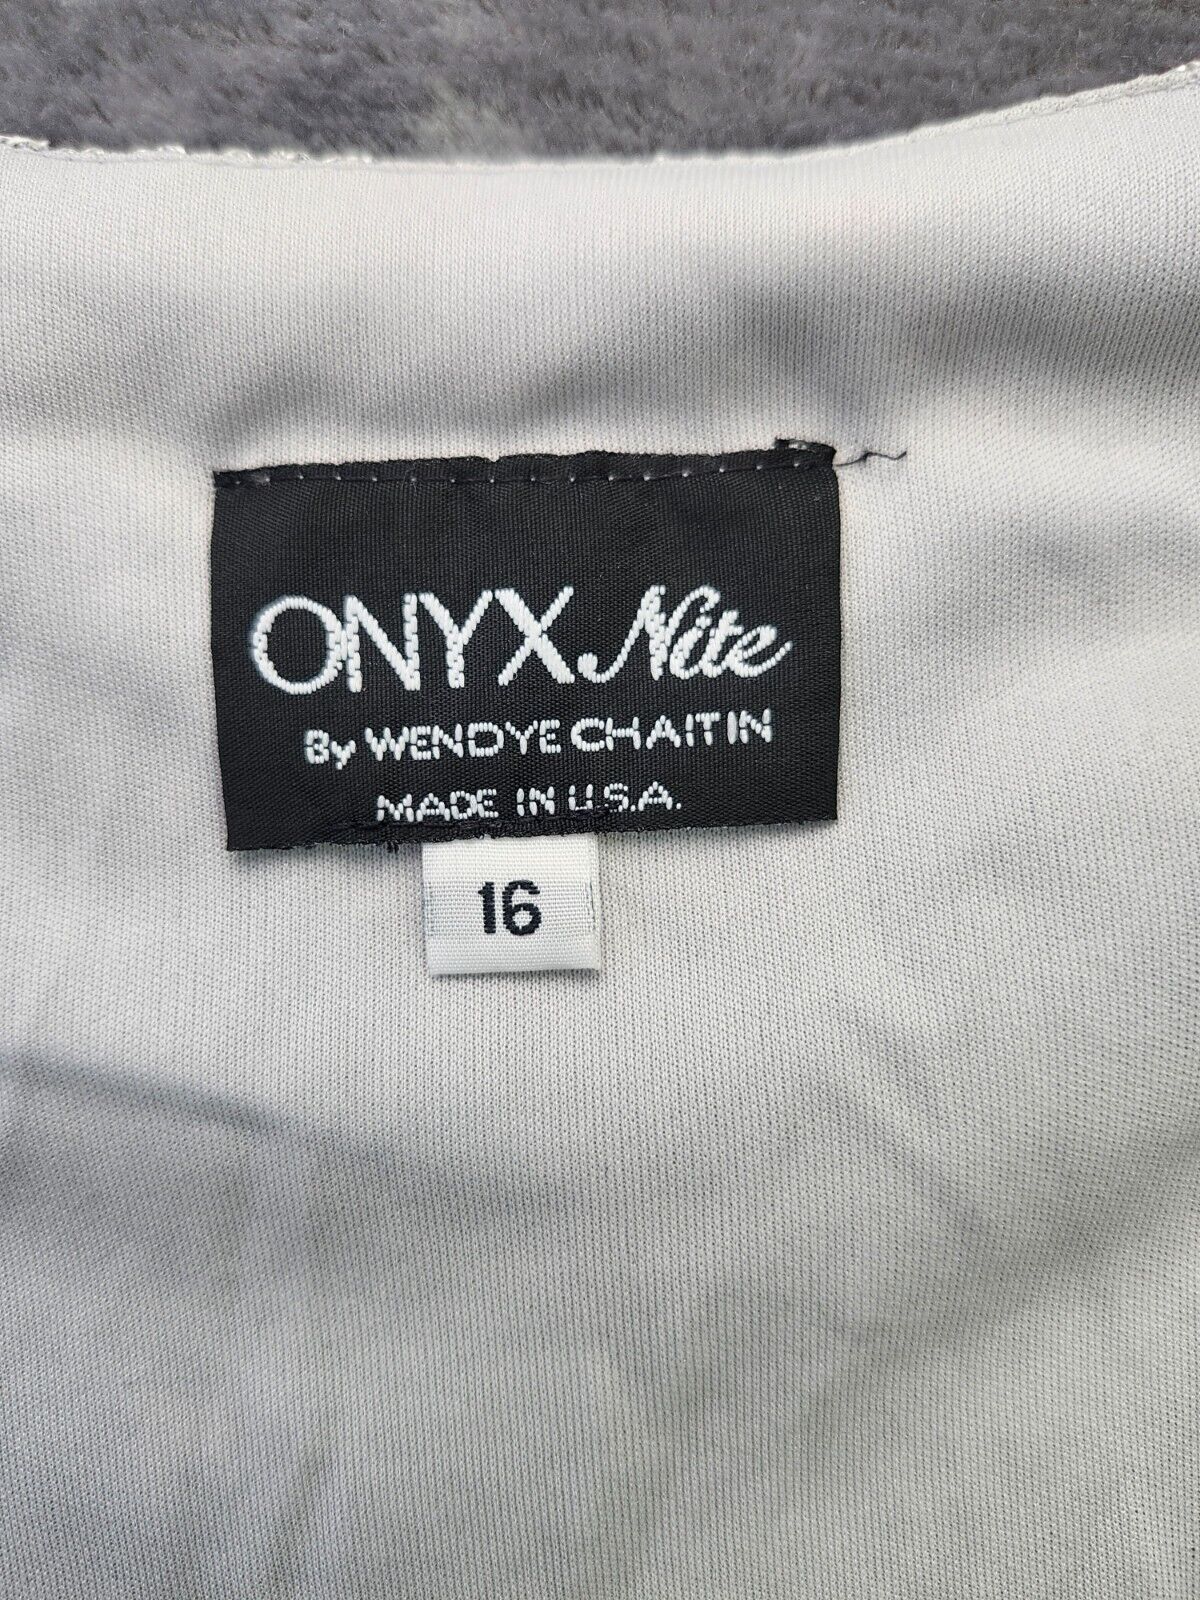 ONYX Nite
By WENDYE CHAITIN
MADE IN U.S.A.
16